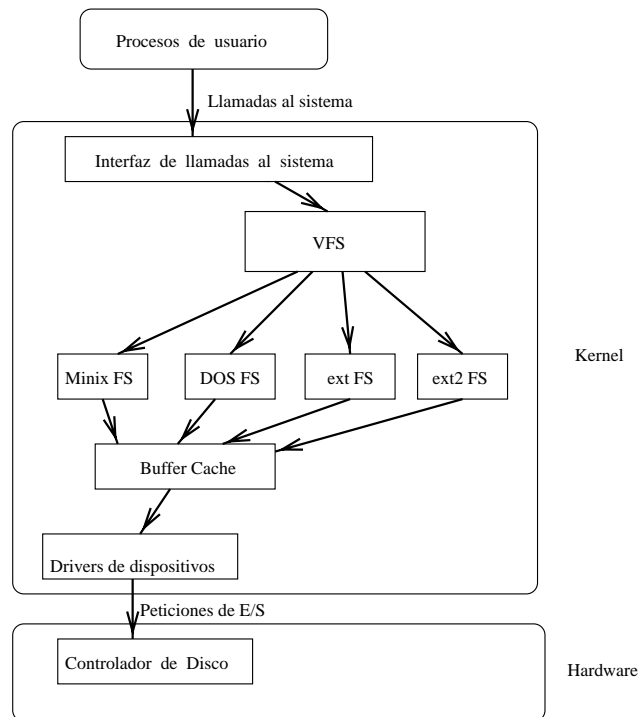 Procesos de usuario
Llamadas al sistema
Interfaz de llamadas al sistema
VFS
Kernel
Minix FS
DOS FS
ext FS
ext2 FS
Buffer Cache
Drivers de dispositivos
Peticiones de E/S
Controlador de Disco
Hardware